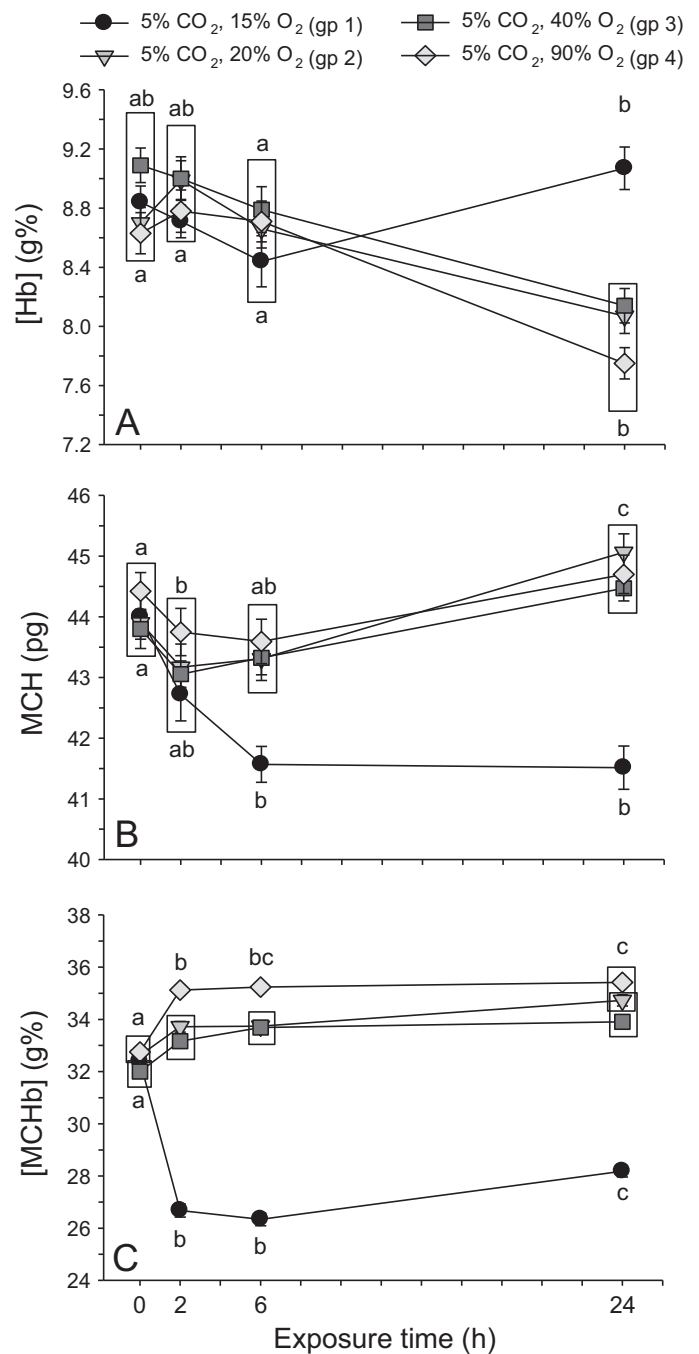 5% CO2, 15% O2 (gp 1) 5% CO2, 40% O2 (gp 3)
5% CO2, 20% O2 (gp 2) 5% CO2, 90% O2 (gp 4)
9.6
9.2
8.8
8.4
8.0
7.6
7.2
[Hb] (g%)
ab ab a b
a a a b
A
46
45
44
43
42
41
40
MCH (pg)
a b ab c
a ab b b
B
38
36
34
32
30
28
26
24
[MCHb] (g%)
a b bc c
a b b c
C
0 2 6 24
Exposure time (h)